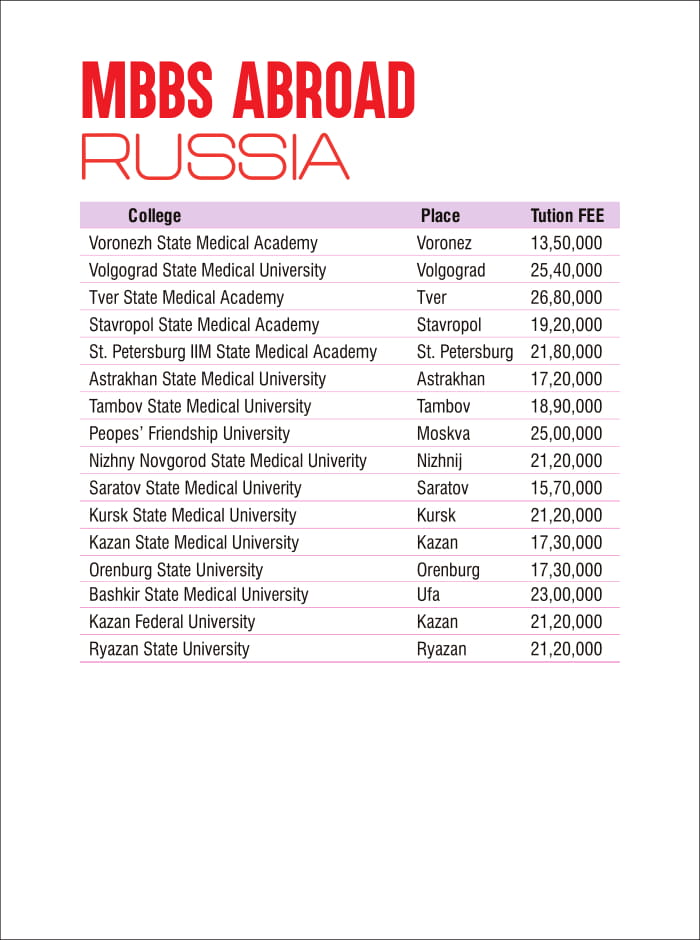 MBBS ABROAD
RUSSIA
College Place Tution FEE
Voronezh State Medical Academy Voronez 13,50,000
Volgograd State Medical University Volgograd 25,40,000
Tver State Medical Academy Tver 26,80,000
Stavropol State Medical Academy Stavropol 19,20,000
St. Petersburg IIM State Medical Academy St. Petersburg 21,80,000
Astrakhan State Medical University Astrakhan 17,20,000
Tambov State Medical University Tambov 18,90,000
Peopes’ Friendship University Moskva 25,00,000
Nizhny Novgorod State Medical Univerity Nizhnij 21,20,000
Saratov State Medical Univerity Saratov 15,70,000
Kursk State Medical University Kursk 21,20,000
Kazan State Medical University Kazan 17,30,000
Orenburg State University Orenburg 17,30,000
Bashkir State Medical University Ufa 23,00,000
Kazan Federal University Kazan 21,20,000
Ryazan State University Ryazan 21,20,000